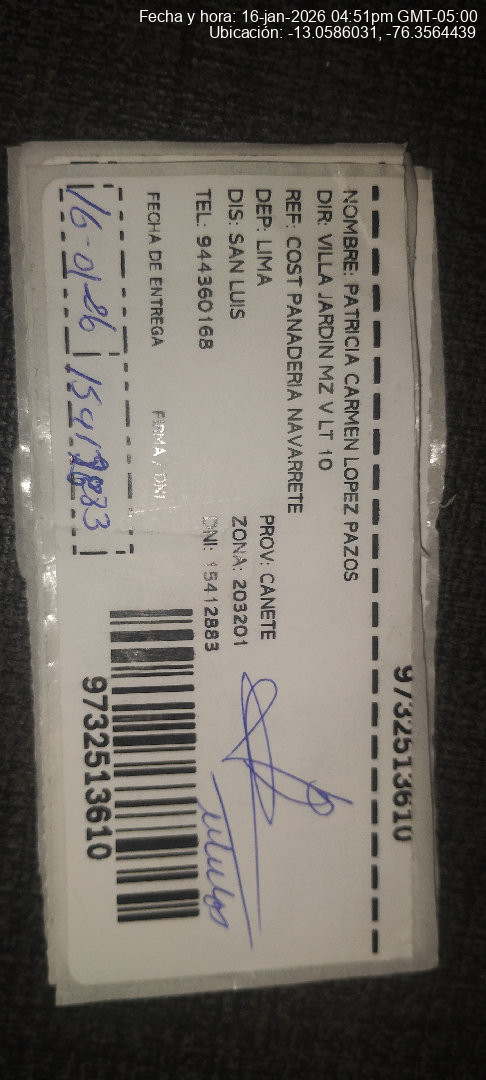 Fecha y hora: 16-jan-2026 04:51pm GMT-05:00
Ubicación: -13.0586031, -76.3564439
9732513610
NOMBRE: PATRICIA CARMEN LOPEZ PAZOS
DIR: VILLA JARDIN MZ V LT 10
REF: COST PANADERIA NAVARRETE
DEP: LIMA PROV: CANETE
DIS: SAN LUIS ZONA: 203201
TEL: 944360168 DNI: 15412883
FECHA DE ENTREGA FIRMA / DNI
16-01-26 15412883
9732513610